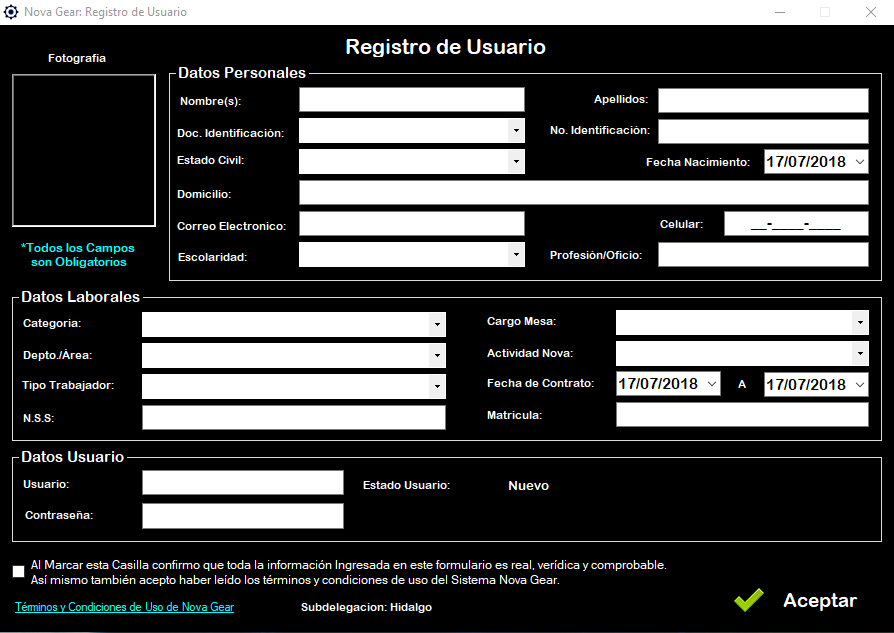 Nova Gear: Registro de Usuario
Registro de Usuario
Fotografia
*Todos los Campos
son Obligatorios
Datos Personales
Nombre(s):
Apellidos:
Doc. Identificación:
No. Identificación:
Estado Civil:
Fecha Nacimiento: 17/07/2018
Domicilio:
Correo Electronico:
Celular: __-____-____
Escolaridad:
Profesión/Oficio:
Datos Laborales
Categoria:
Cargo Mesa:
Depto./Área:
Actividad Nova:
Tipo Trabajador:
Fecha de Contrato: 17/07/2018 A 17/07/2018
N.S.S:
Matricula:
Datos Usuario
Usuario:
Estado Usuario: Nuevo
Contraseña:
Al Marcar esta Casilla confirmo que toda la información Ingresada en este formulario es real, verídica y comprobable.
Así mismo también acepto haber leído los términos y condiciones de uso del Sistema Nova Gear.
Términos y Condiciones de Uso de Nova Gear
Subdelegacion: Hidalgo
Aceptar